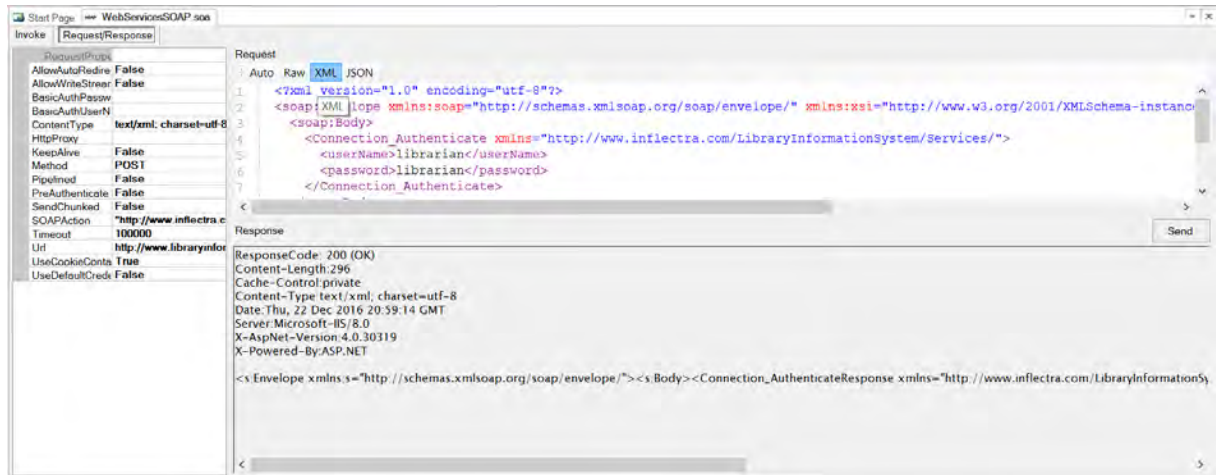 Start Page WebServicesSOAP.soa
Invoke Request/Response
AllowAutoRedire False
AllowWriteStrear False
BasicAuthPassw
BasicAuthUserN
ContentType text/xml; charset=utf-8
HttpProxy
KeepAlive False
Method POST
Pipelined False
PreAuthenticate False
SendChunked False
SOAPAction "http://www.inflectra.c
Timeout 100000
Url http://www.libraryinfor
UseCookieConta True
UseDefaultCrede False
Request
Auto Raw XML JSON
1 <?xml version="1.0" encoding="utf-8"?>
2 <soap: XML lope xmlns:soap="http://schemas.xmlsoap.org/soap/envelope/" xmlns:xsi="http://www.w3.org/2001/XMLSchema-instance
3 <soap:Body>
4 <Connection_Authenticate xmlns="http://www.inflectra.com/LibraryInformationSystem/Services/">
5 <userName>librarian</userName>
6 <password>librarian</password>
7 </Connection_Authenticate>
Response Send
ResponseCode: 200 (OK)
Content-Length:296
Cache-Control:private
Content-Type:text/xml; charset=utf-8
Date:Thu, 22 Dec 2016 20:59:14 GMT
Server:Microsoft-IIS/8.0
X-AspNet-Version:4.0.30319
X-Powered-By:ASP.NET
<s:Envelope xmlns:s="http://schemas.xmlsoap.org/soap/envelope/"><s:Body><Connection_AuthenticateResponse xmlns="http://www.inflectra.com/LibraryInformationSy